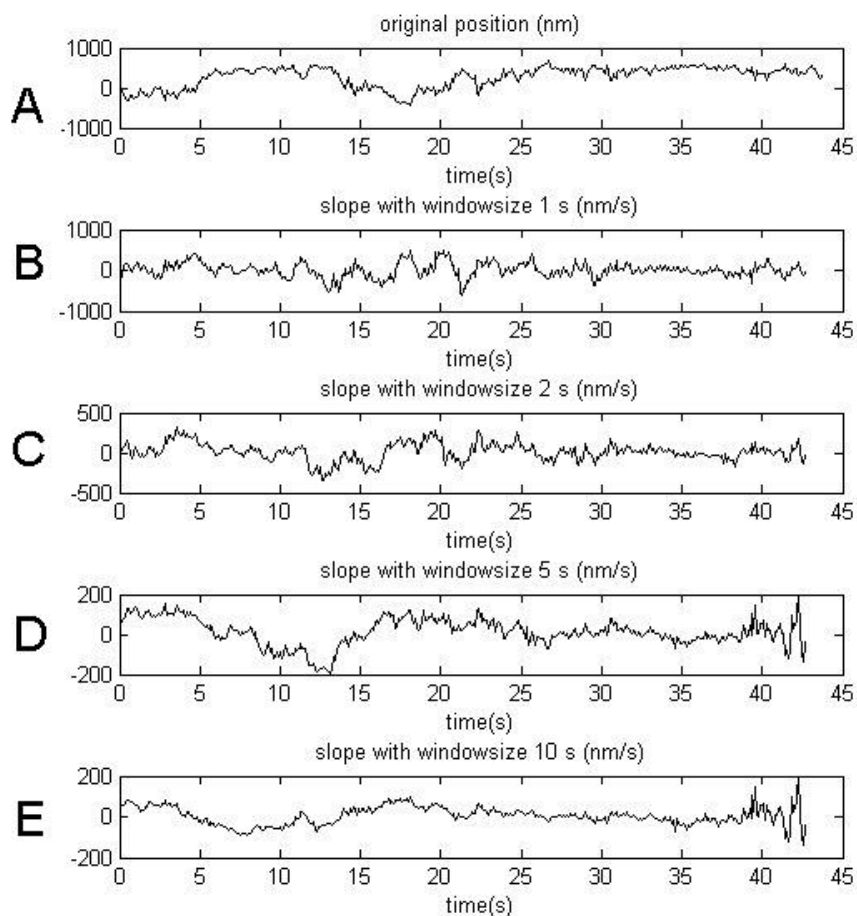 original position (nm)
A
1000
0
-1000
0 5 10 15 20 25 30 35 40 45
time(s)
slope with windowsize 1 s (nm/s)
B
1000
0
-1000
0 5 10 15 20 25 30 35 40 45
time(s)
slope with windowsize 2 s (nm/s)
C
500
0
-500
0 5 10 15 20 25 30 35 40 45
time(s)
slope with windowsize 5 s (nm/s)
D
200
0
-200
0 5 10 15 20 25 30 35 40 45
time(s)
slope with windowsize 10 s (nm/s)
E
200
0
-200
0 5 10 15 20 25 30 35 40 45
time(s)